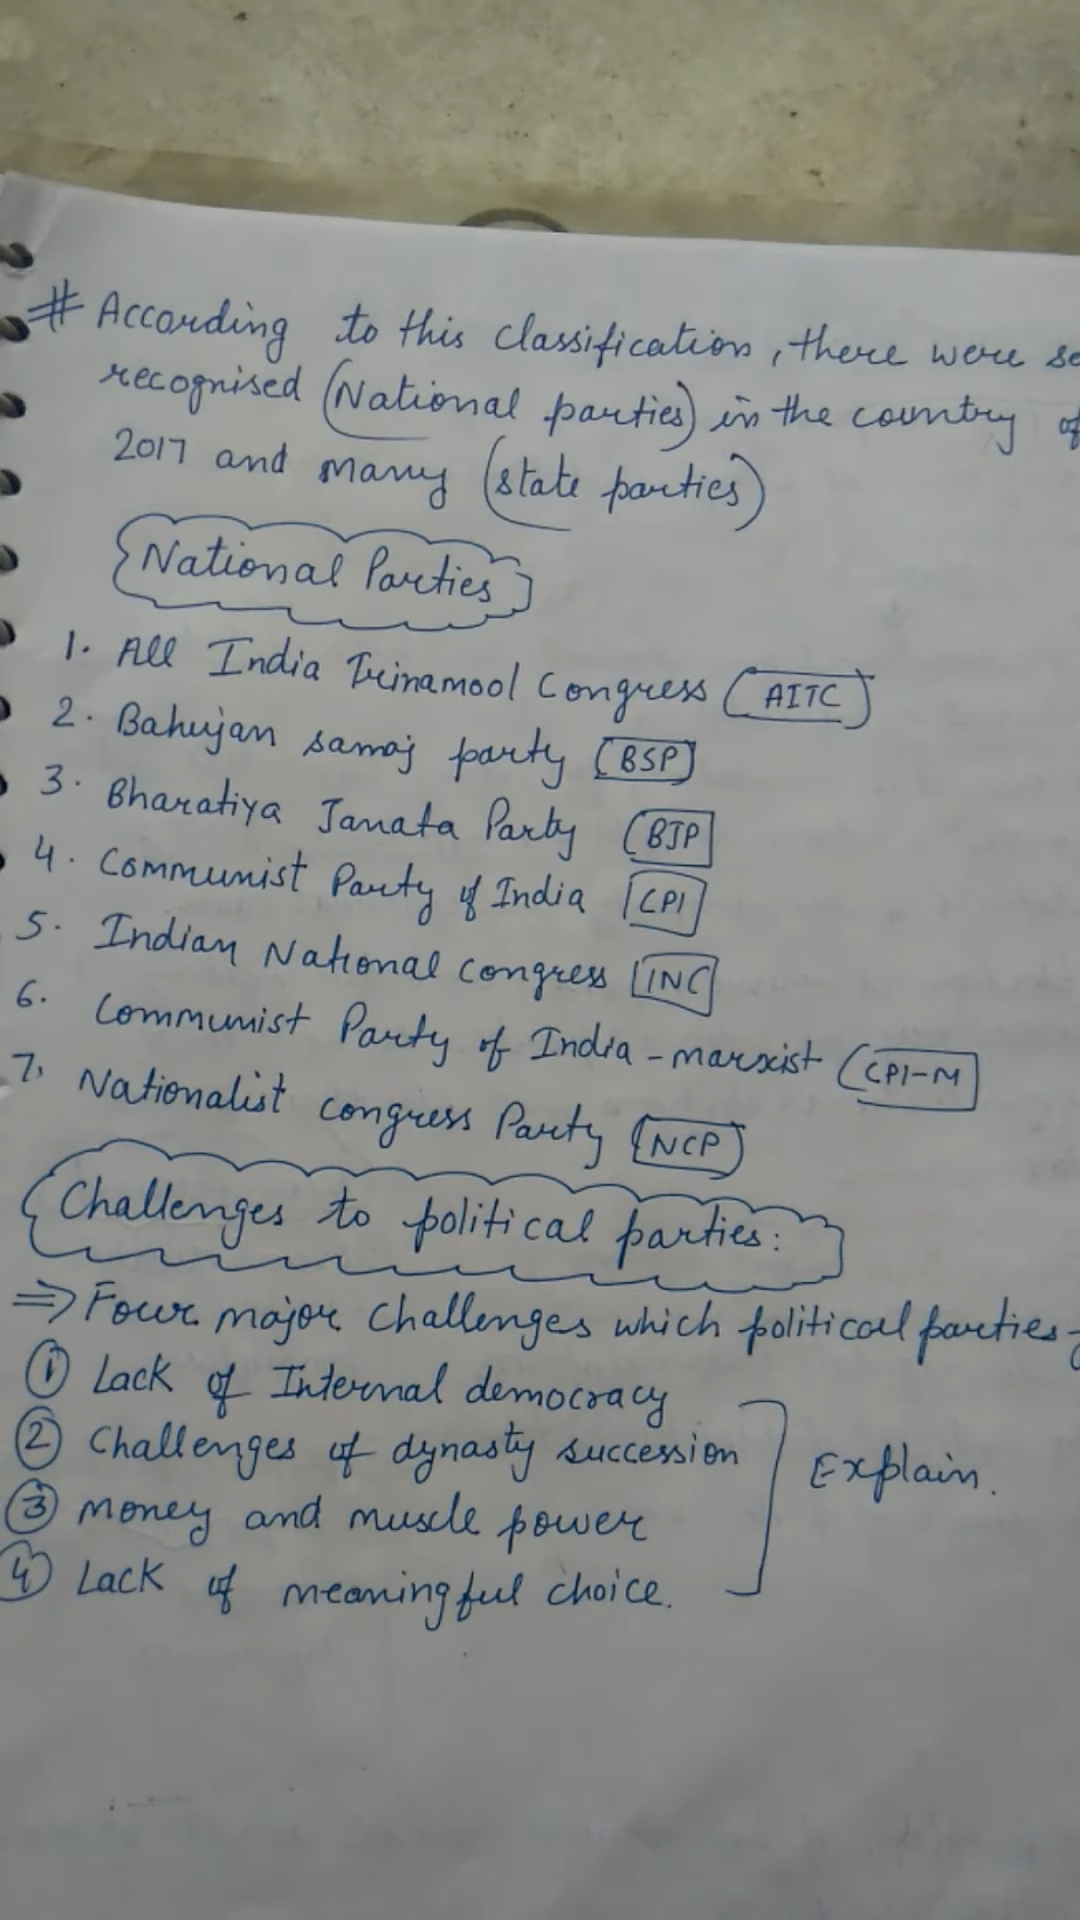 # According to this classification, there were
recognised (National parties) in the country of
2017 and many (state parties)
National Parties
1. All India Trinamool Congress (AITC)
2. Bahujan samaj party [BSP]
3. Bharatiya Janata Party (BJP]
4. Communist Party of India [CPI]
5. Indian National congress [INC]
6. Communist Party of India - marxist (CPI-M]
7. Nationalist congress Party [NCP]
Challenges to political parties:
⇒ Four major challenges which political parties -
① Lack of Internal democracy
② Challenges of dynasty succession
Explain.
③ money and muscle power
④ Lack of meaningful choice.